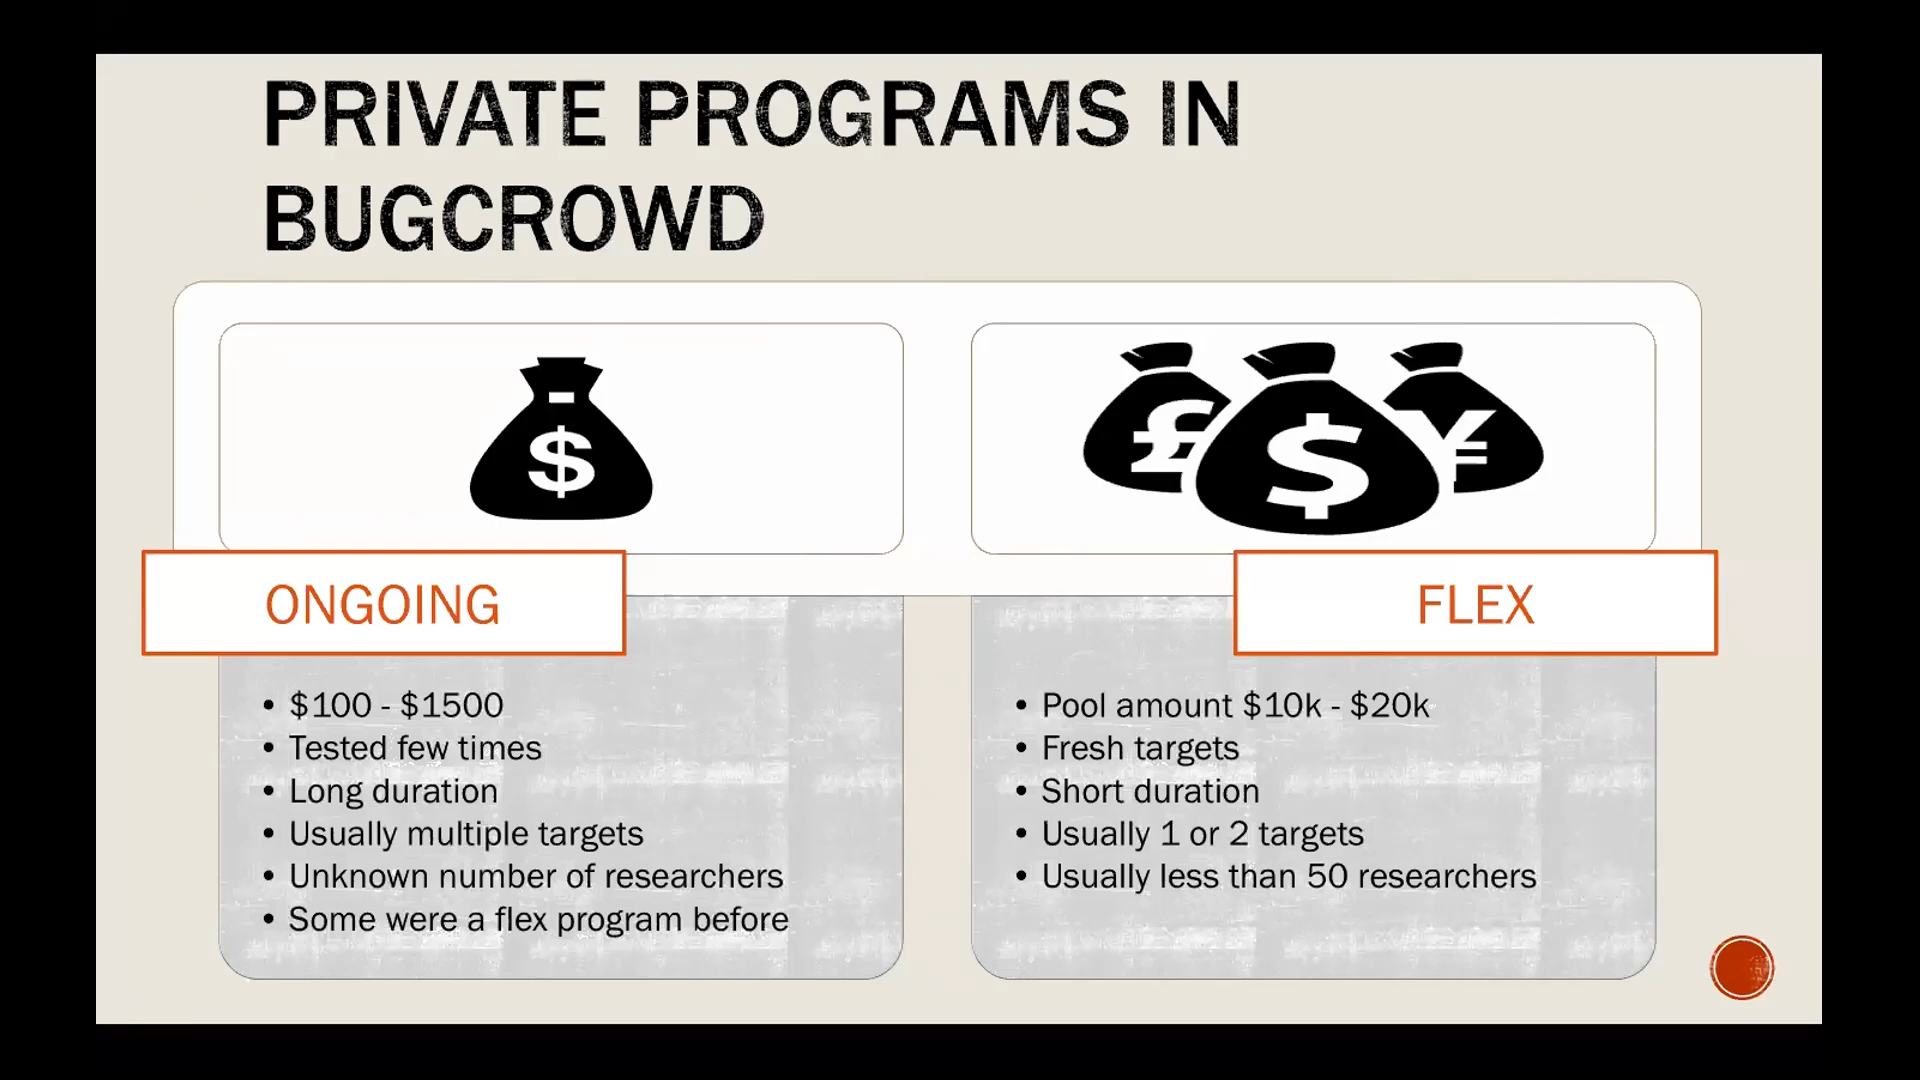 PRIVATE PROGRAMS IN
BUGCROWD
$
£ $ ¥
ONGOING
FLEX
• $100 - $1500
• Tested few times
• Long duration
• Usually multiple targets
• Unknown number of researchers
• Some were a flex program before
• Pool amount $10k - $20k
• Fresh targets
• Short duration
• Usually 1 or 2 targets
• Usually less than 50 researchers